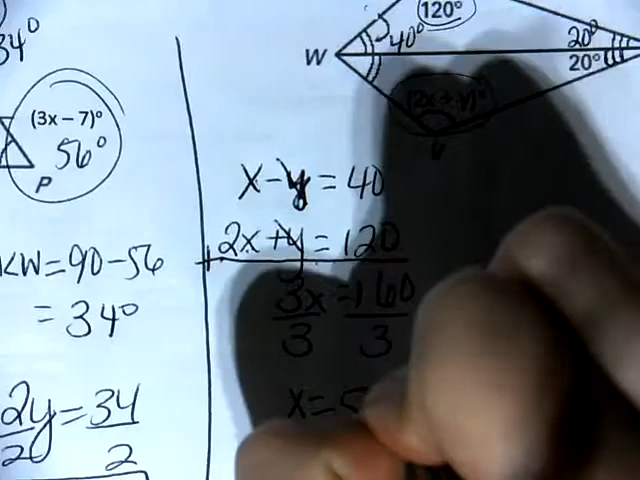 34°
(3x – 7)°
56°
P
<W = 90 - 56
= 34°
2y = 34
2 2
120°
W 40° 20°
20°
(2x + y)°
x - y = 40
+ 2x + y = 120
3x = 160
3 3
x = 5